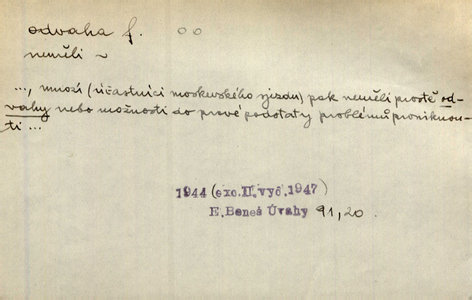 odvaha f. oo
neměli ~
..., mnozí (účastníci moskevského sjezdu) pak neměli prostě od-
vahy nebo možnosti do pravé podstaty problémů proniknou-
ti ...
1944 (exc.II.vyd.1947)
E.Beneš Úvahy 91,20.